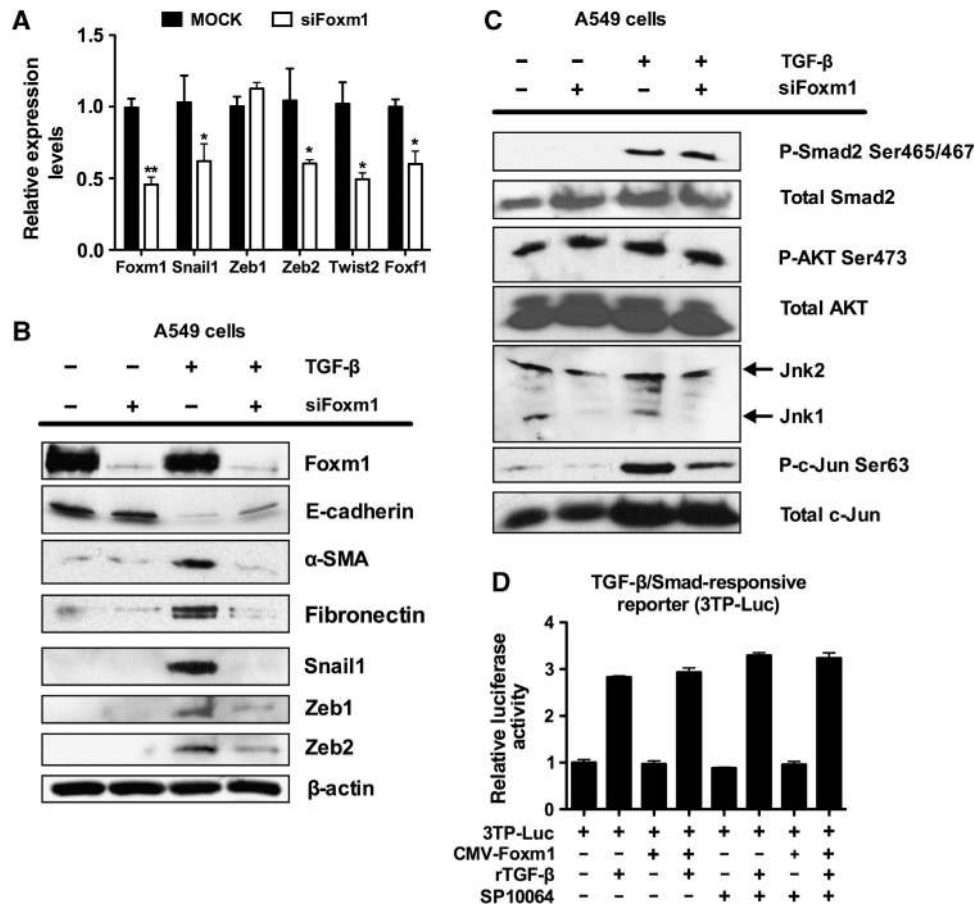 A
MOCK
siFoxm1
Relative expression
levels
1.5
1.0
0.5
0.0
**
*
*
*
*
Foxm1 Snail1 Zeb1 Zeb2 Twist2 Foxf1
B
A549 cells
– – + + TGF-β
– + – + siFoxm1
Foxm1
E-cadherin
α-SMA
Fibronectin
Snail1
Zeb1
Zeb2
β-actin
C
A549 cells
– – + + TGF-β
– + – + siFoxm1
P-Smad2 Ser465/467
Total Smad2
P-AKT Ser473
Total AKT
Jnk2
Jnk1
P-c-Jun Ser63
Total c-Jun
D
TGF-β/Smad-responsive
reporter (3TP-Luc)
Relative luciferase
activity
4
3
2
1
0
3TP-Luc + + + + + + + +
CMV-Foxm1 – – + + – – + +
rTGF-β – + – + – + – +
SP10064 – – – – + + + +